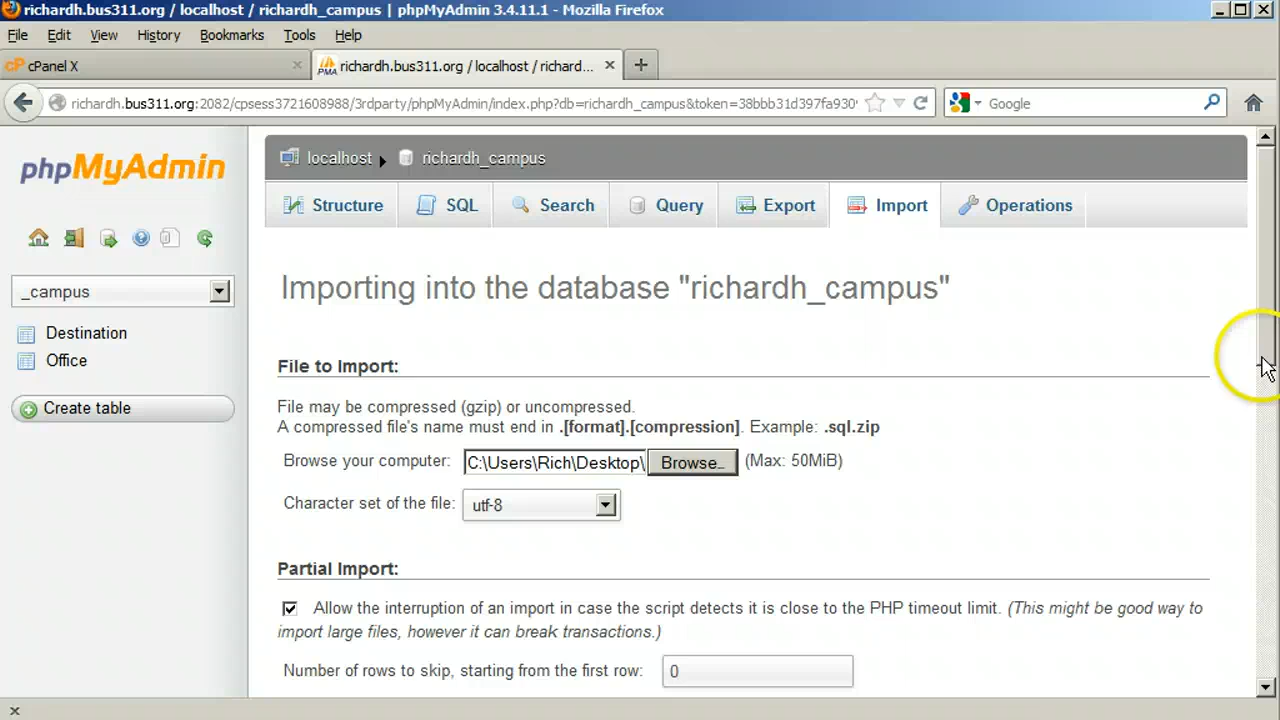 richardh.bus311.org / localhost / richardh_campus | phpMyAdmin 3.4.11.1 - Mozilla Firefox
File Edit View History Bookmarks Tools Help
cP cPanel X
PMA richardh.bus311.org / localhost / richard...
richardh.bus311.org:2082/cpsess3721608988/3rdparty/phpMyAdmin/index.php?db=richardh_campus&token=38bbb31d397fa930
Google
phpMyAdmin
localhost richardh_campus
Structure SQL Search Query Export Import Operations
_campus
Destination
Office
Create table
Importing into the database "richardh_campus"
File to Import:
File may be compressed (gzip) or uncompressed.
A compressed file's name must end in .[format].[compression]. Example: .sql.zip
Browse your computer: C:\Users\Rich\Desktop\ Browse... (Max: 50MiB)
Character set of the file: utf-8
Partial Import:
Allow the interruption of an import in case the script detects it is close to the PHP timeout limit. (This might be good way to
import large files, however it can break transactions.)
Number of rows to skip, starting from the first row: 0